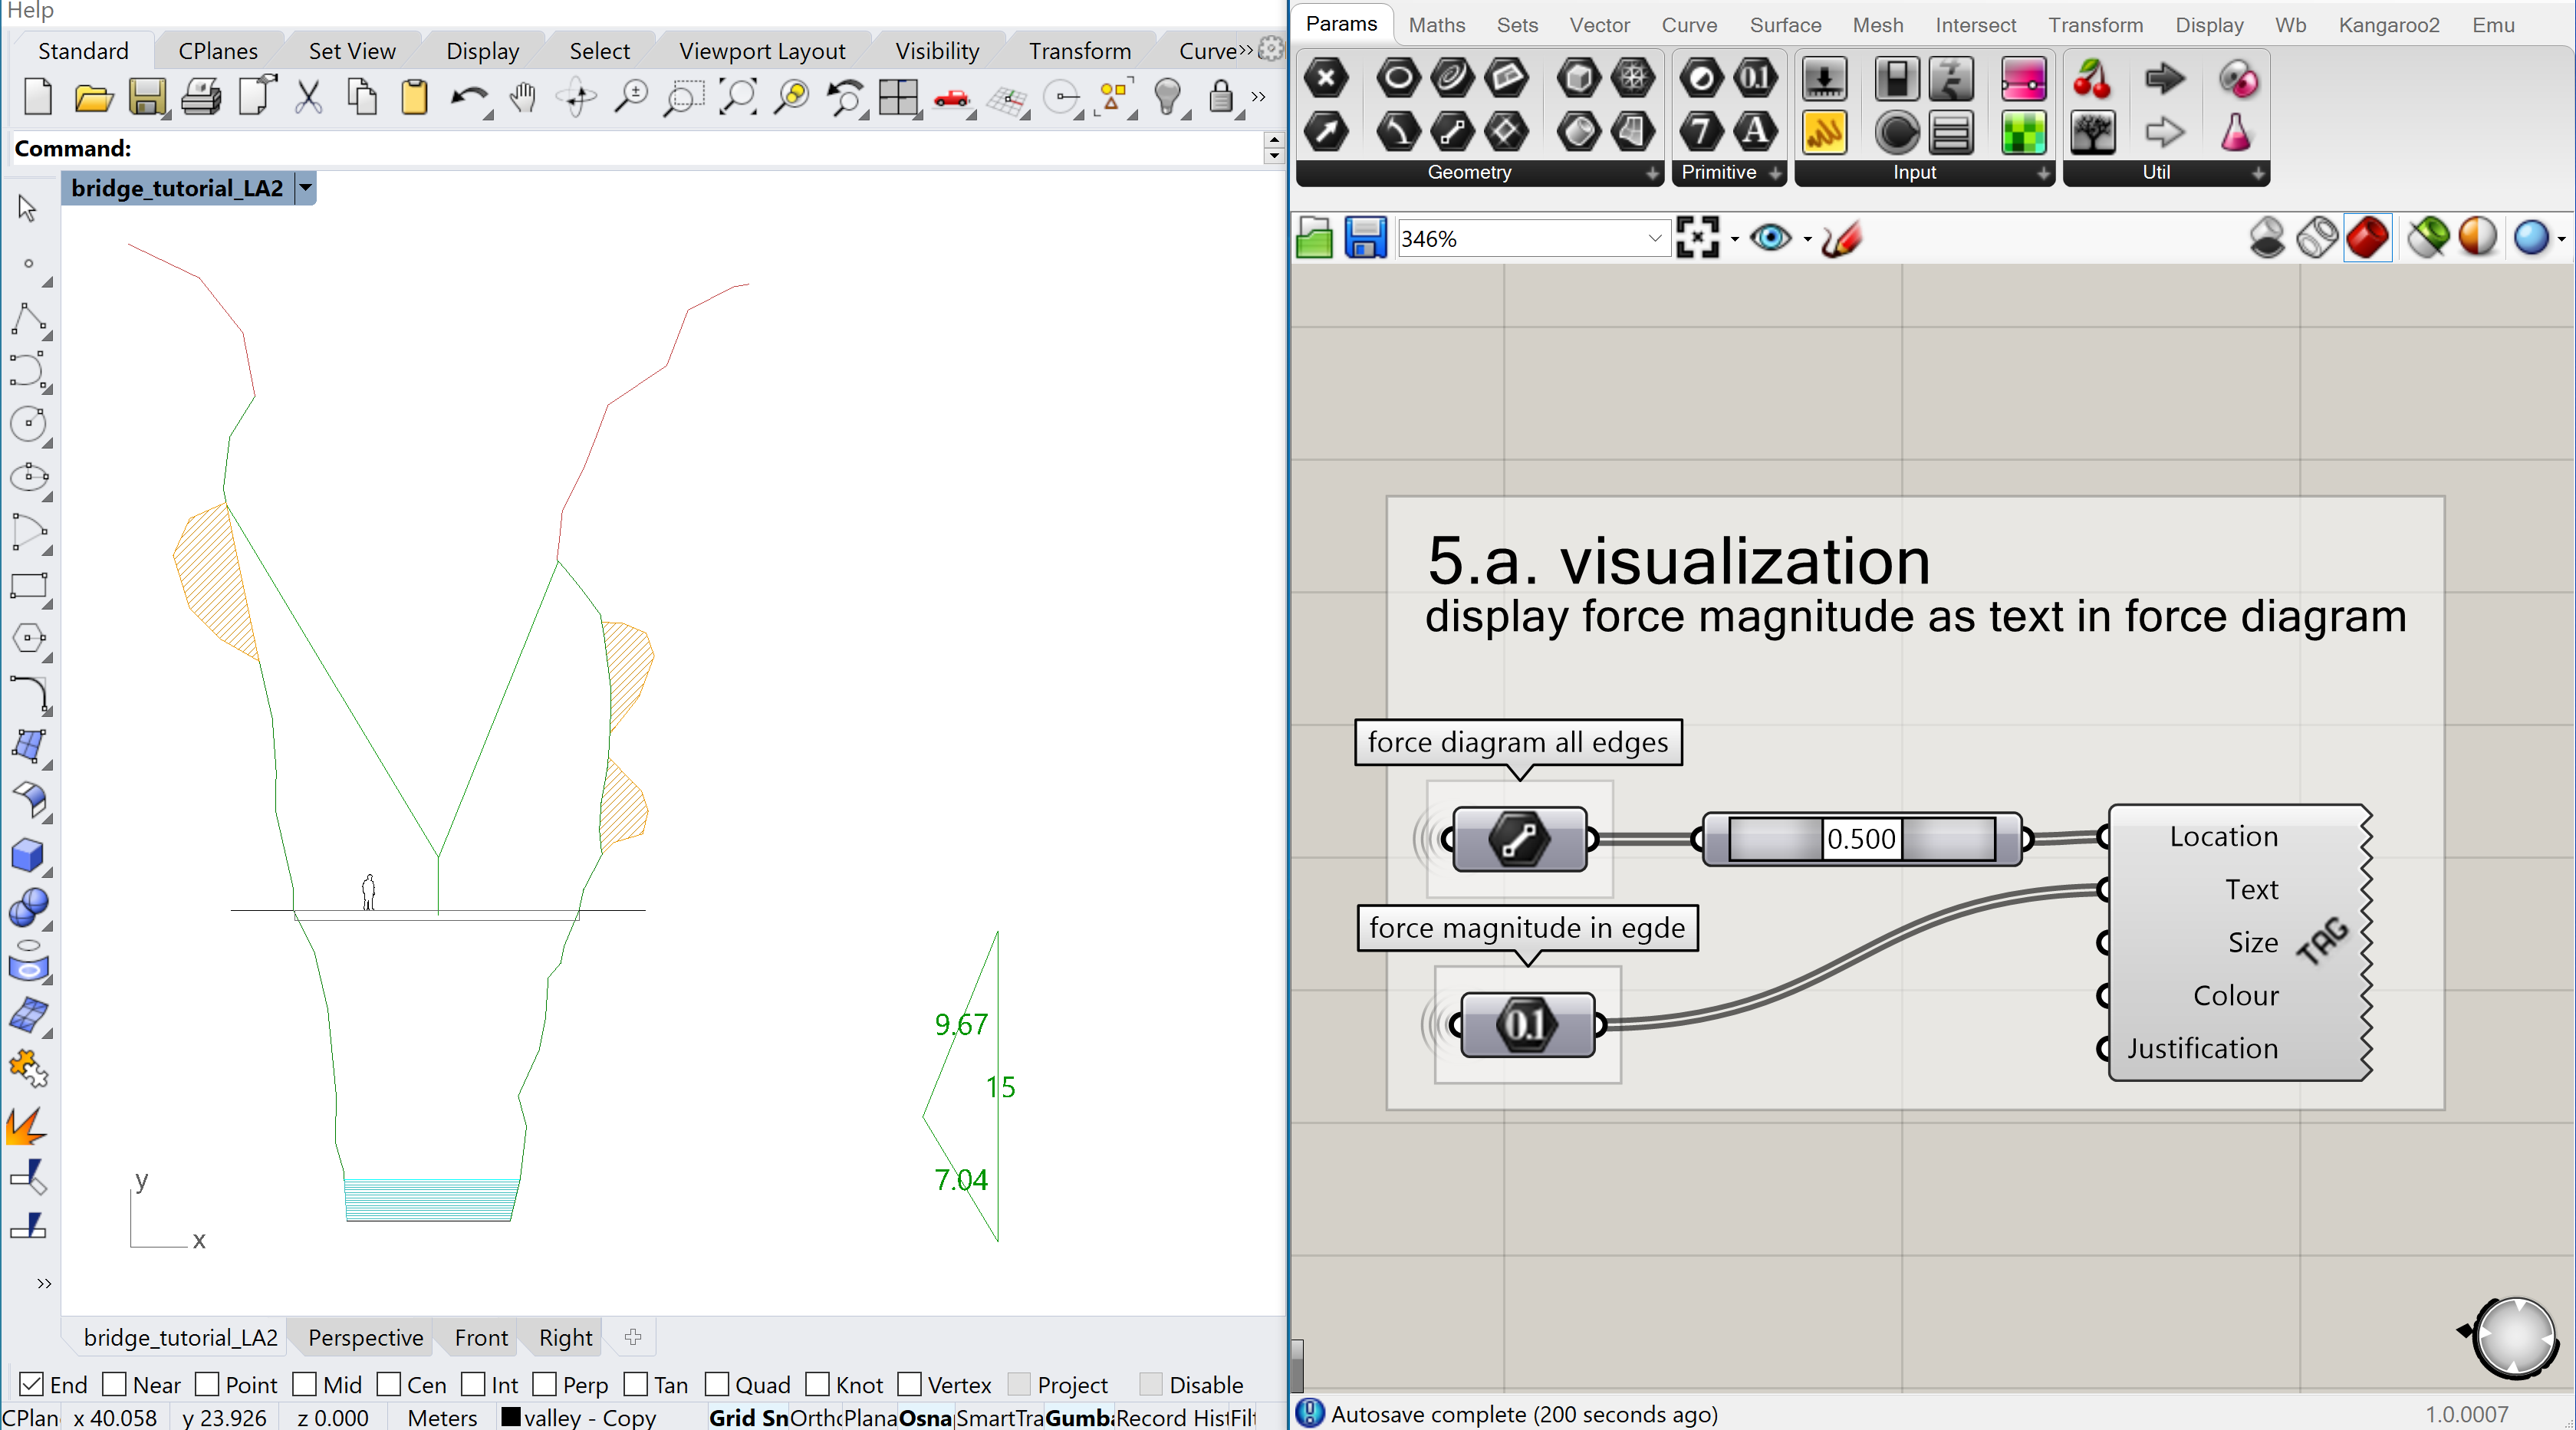 Help
Standard CPlanes Set View Display Select Viewport Layout Visibility Transform Curve
Command:
bridge_tutorial_LA2
9.67
15
7.04
y
x
bridge_tutorial_LA2 Perspective Front Right
End Near Point Mid Cen Int Perp Tan Quad Knot Vertex Project Disable
CPlan x 40.058 y 23.926 z 0.000 Meters valley - Copy Grid Sn Ortho Plana Osna SmartTra Gumba Record Hist Filt
Params Maths Sets Vector Curve Surface Mesh Intersect Transform Display Wb Kangaroo2 Emu
0.1
7 A
Geometry Primitive Input Util
346%
5.a. visualization
display force magnitude as text in force diagram
force diagram all edges
0.500
Location
Text
Size
Colour
Justification
TAG
force magnitude in egde
0.1
Autosave complete (200 seconds ago)
1.0.0007